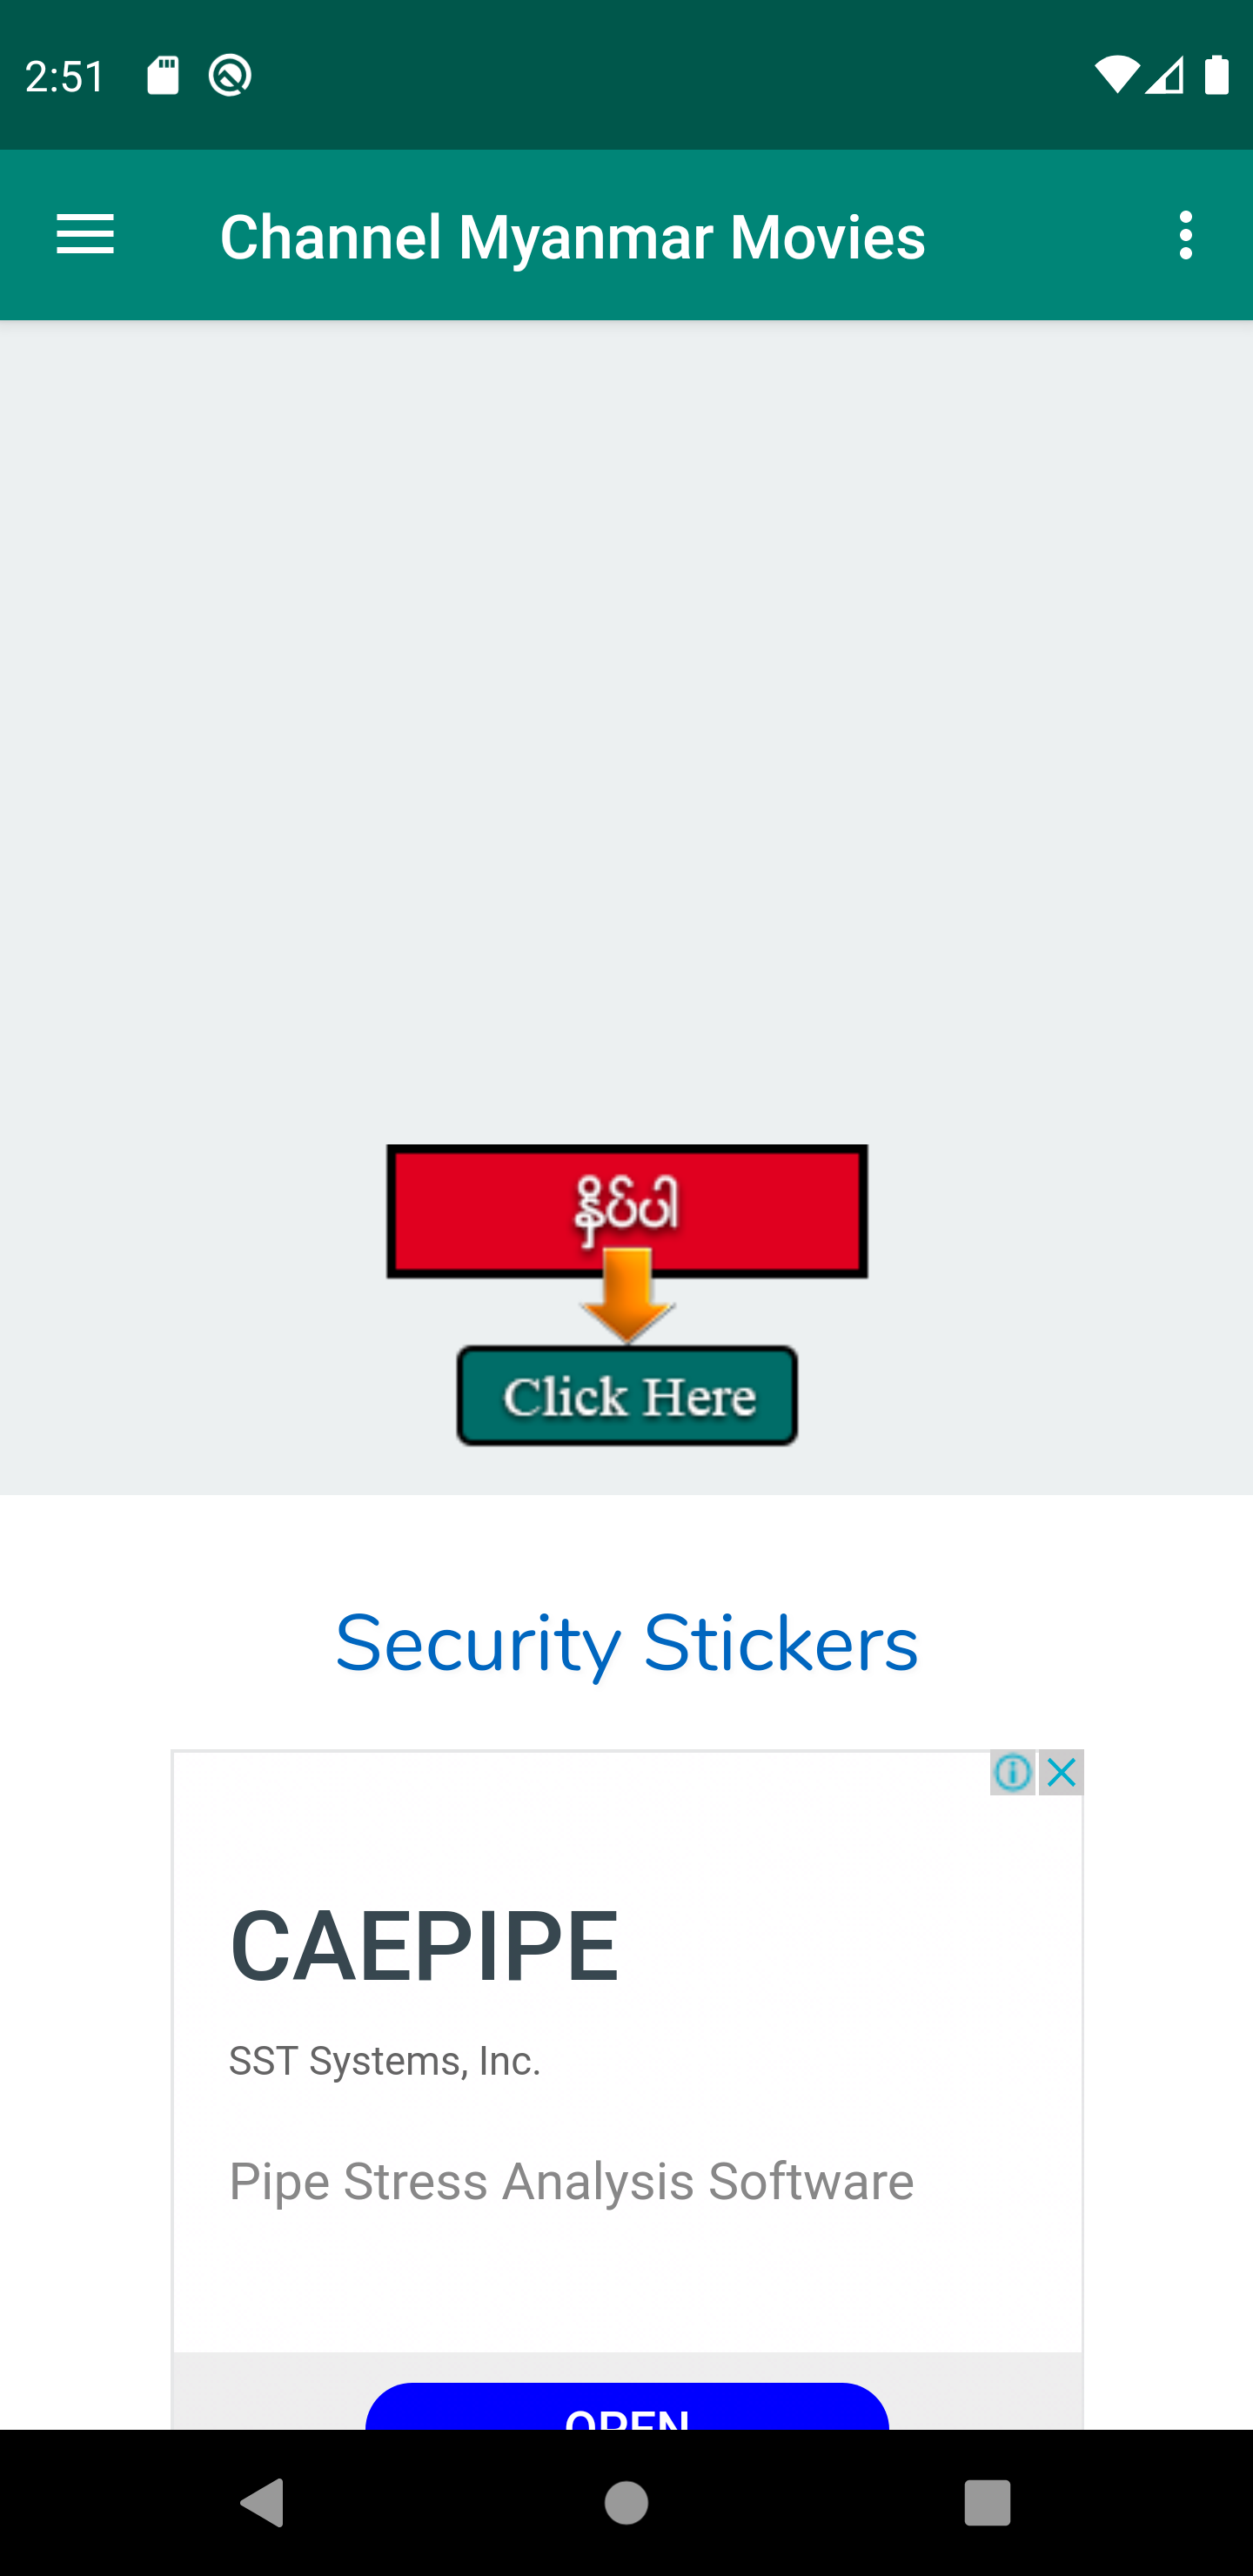 2:51
Channel Myanmar Movies
နှိပ်ပါ
Click Here
Security Stickers
CAEPIPE
SST Systems, Inc.
Pipe Stress Analysis Software
OPEN